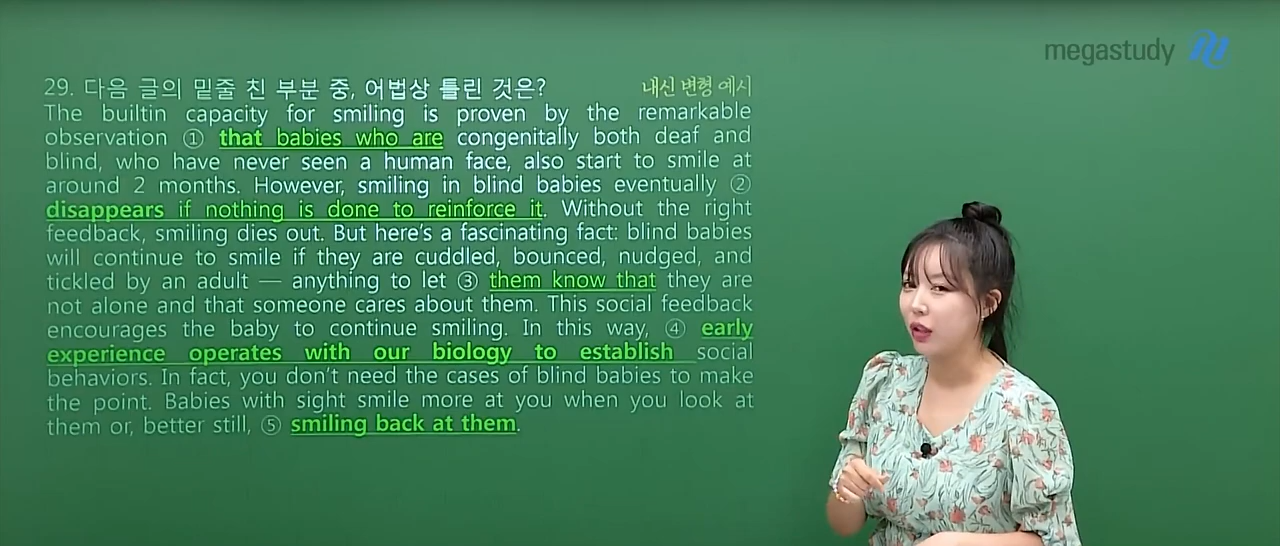 megastudy
29. 다음 글의 밑줄 친 부분 중, 어법상 틀린 것은?
내신 변형 예시
The builtin capacity for smiling is proven by the remarkable
observation ① that babies who are congenitally both deaf and
blind, who have never seen a human face, also start to smile at
around 2 months. However, smiling in blind babies eventually ②
disappears if nothing is done to reinforce it. Without the right
feedback, smiling dies out. But here's a fascinating fact: blind babies
will continue to smile if they are cuddled, bounced, nudged, and
tickled by an adult — anything to let ③ them know that they are
not alone and that someone cares about them. This social feedback
encourages the baby to continue smiling. In this way, ④ early
experience operates with our biology to establish social
behaviors. In fact, you don't need the cases of blind babies to make
the point. Babies with sight smile more at you when you look at
them or, better still, ⑤ smiling back at them.